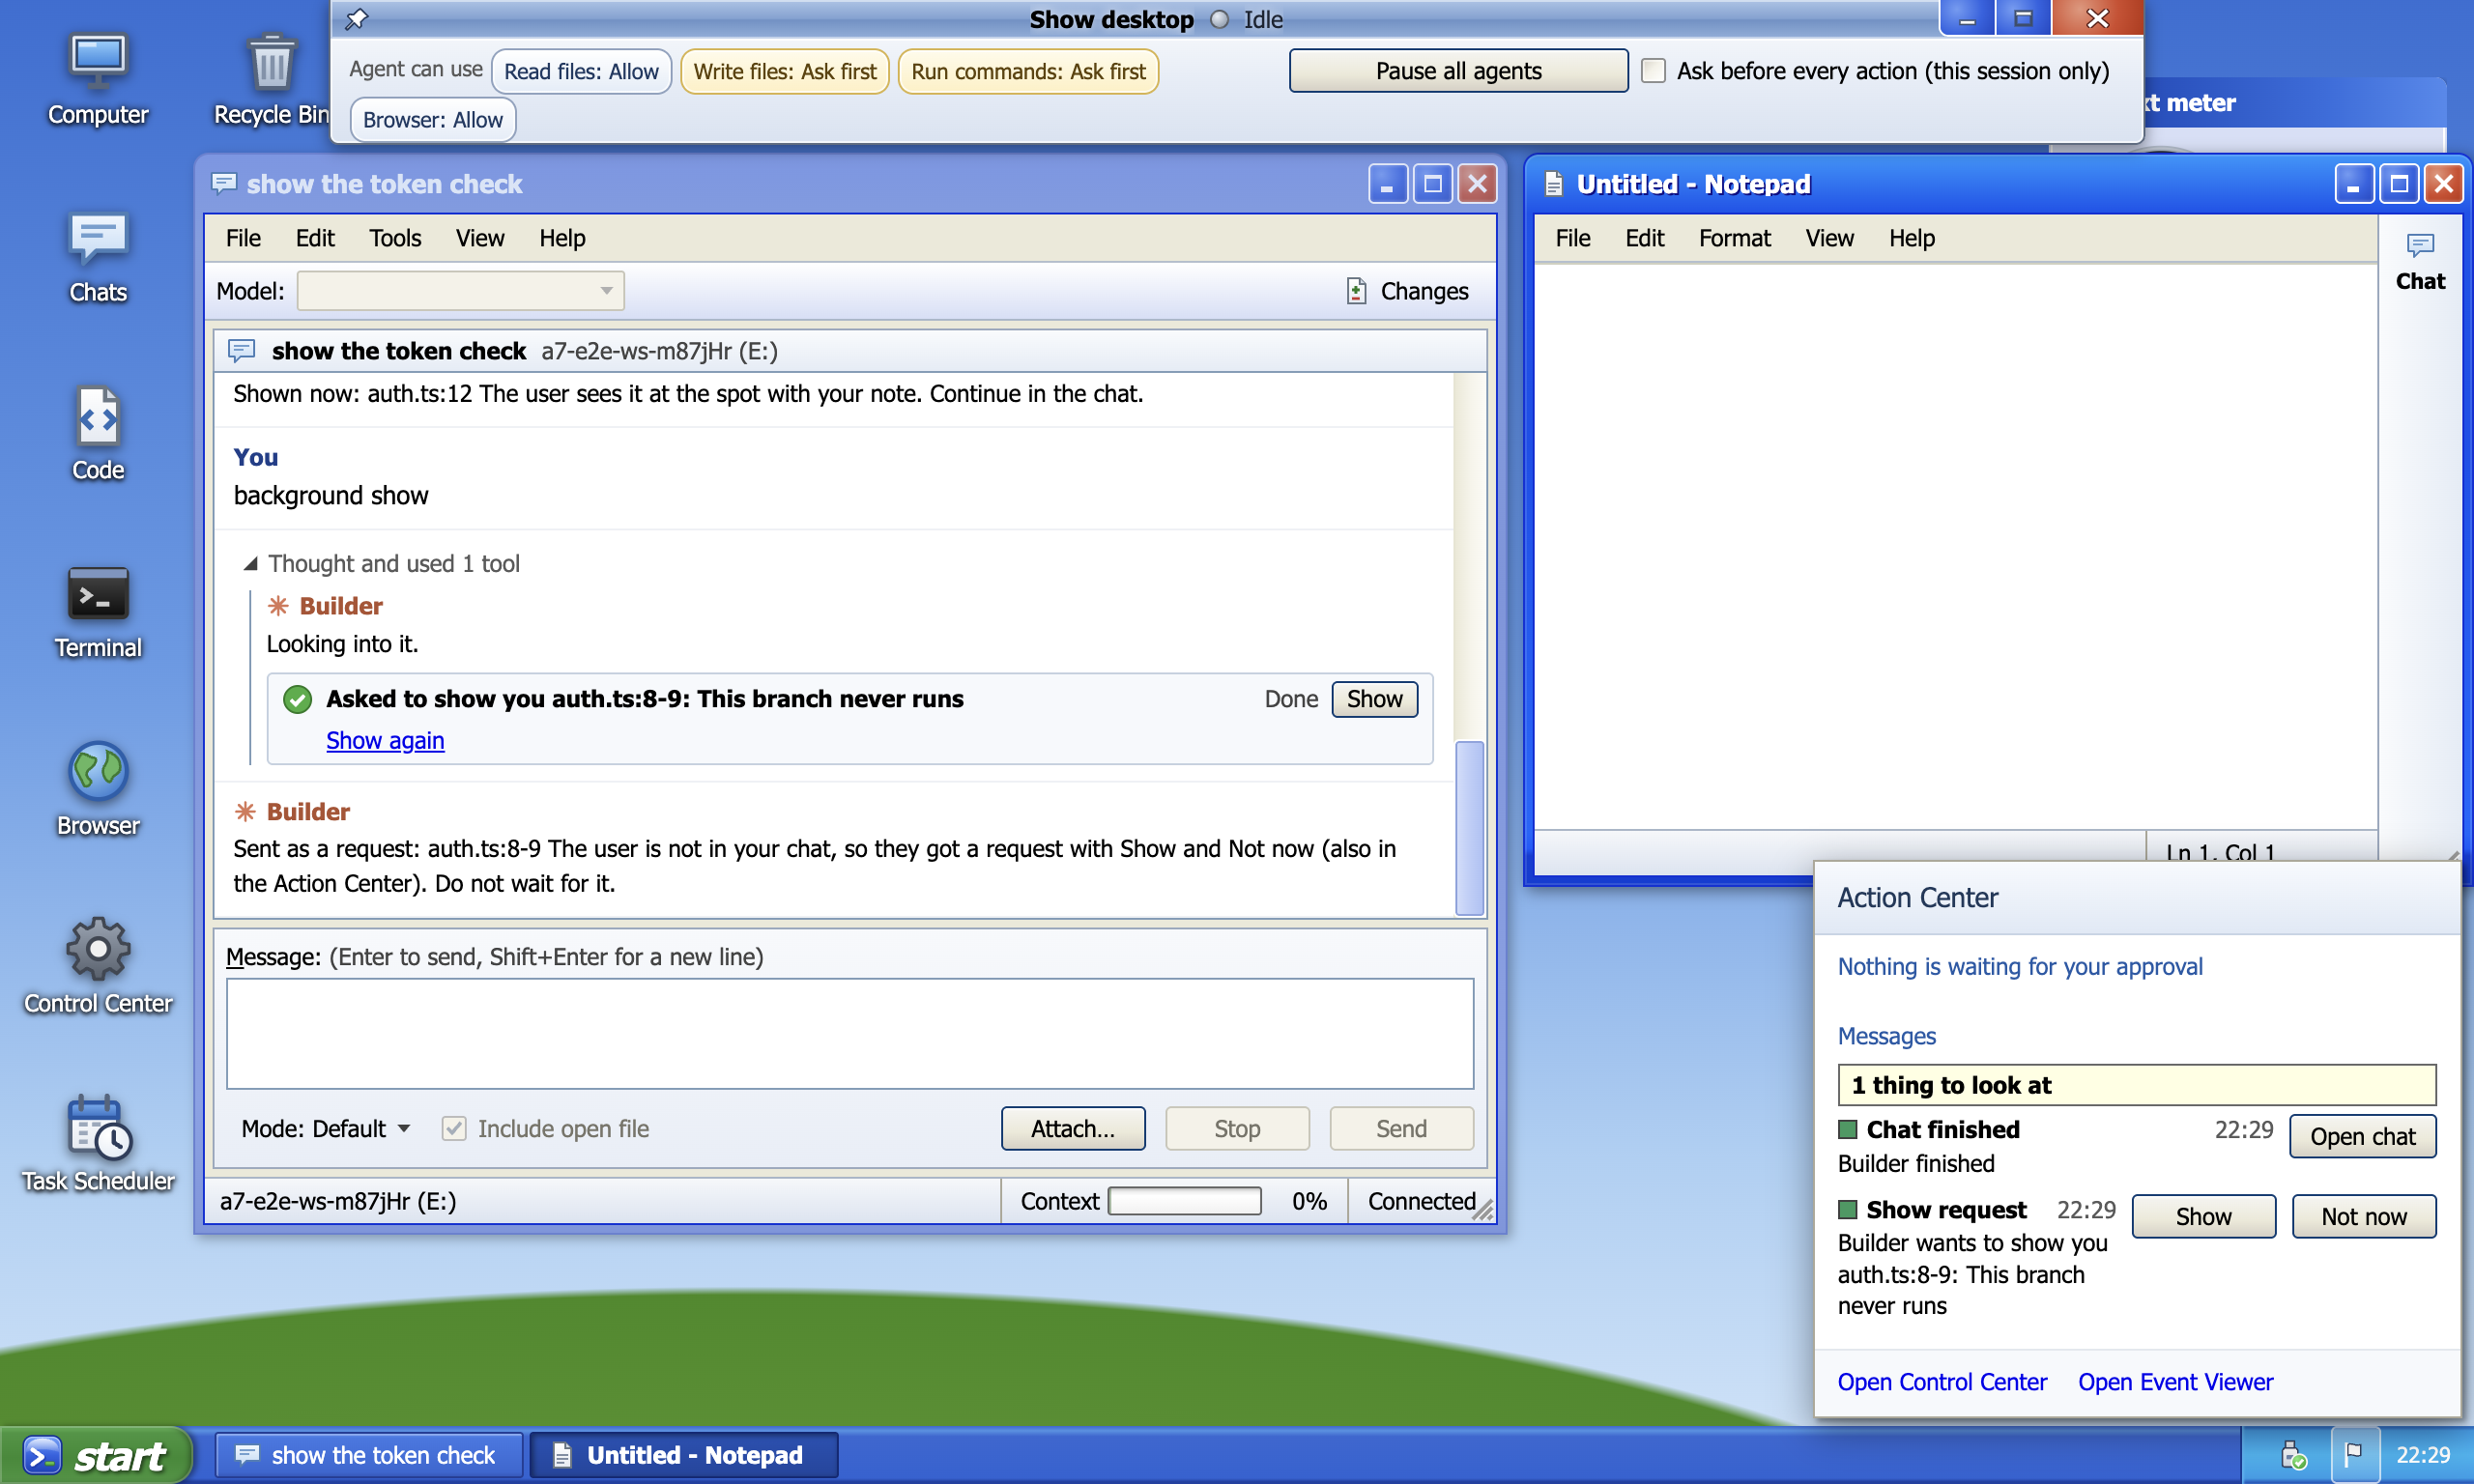 Show desktop Idle
Agent can use Read files: Allow Write files: Ask first Run commands: Ask first
Browser: Allow
Pause all agents Ask before every action (this session only)
Computer
Recycle Bin
Chats
Code
Terminal
Browser
Control Center
Task Scheduler
xt meter
show the token check
File Edit Tools View Help
Model: Changes
show the token check a7-e2e-ws-m87jHr (E:)
Shown now: auth.ts:12 The user sees it at the spot with your note. Continue in the chat.
You
background show
Thought and used 1 tool
Builder
Looking into it.
Asked to show you auth.ts:8-9: This branch never runs Done Show
Show again
Builder
Sent as a request: auth.ts:8-9 The user is not in your chat, so they got a request with Show and Not now (also in
the Action Center). Do not wait for it.
Message: (Enter to send, Shift+Enter for a new line)
Mode: Default Include open file Attach... Stop Send
a7-e2e-ws-m87jHr (E:) Context 0% Connected
Untitled - Notepad
File Edit Format View Help
Chat
Ln 1, Col 1
Action Center
Nothing is waiting for your approval
Messages
1 thing to look at
Chat finished 22:29 Open chat
Builder finished
Show request 22:29 Show Not now
Builder wants to show you
auth.ts:8-9: This branch
never runs
Open Control Center Open Event Viewer
start show the token check Untitled - Notepad 22:29